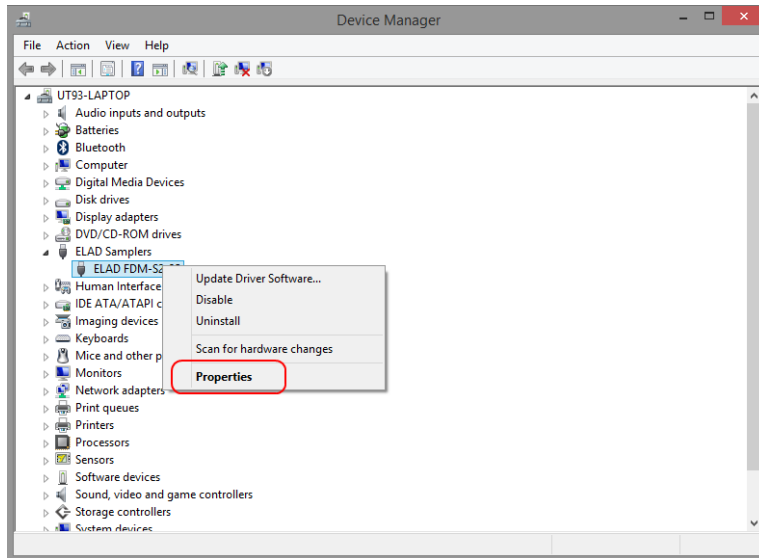 Device Manager
File Action View Help
UT93-LAPTOP
Audio inputs and outputs
Batteries
Bluetooth
Computer
Digital Media Devices
Disk drives
Display adapters
DVD/CD-ROM drives
ELAD Samplers
ELAD FDM-S2
Update Driver Software...
Human Interface
Disable
IDE ATA/ATAPI c
Imaging devices
Uninstall
Keyboards
Scan for hardware changes
Mice and other p
Monitors
Properties
Network adapters
Print queues
Printers
Processors
Sensors
Software devices
Sound, video and game controllers
Storage controllers
System devices